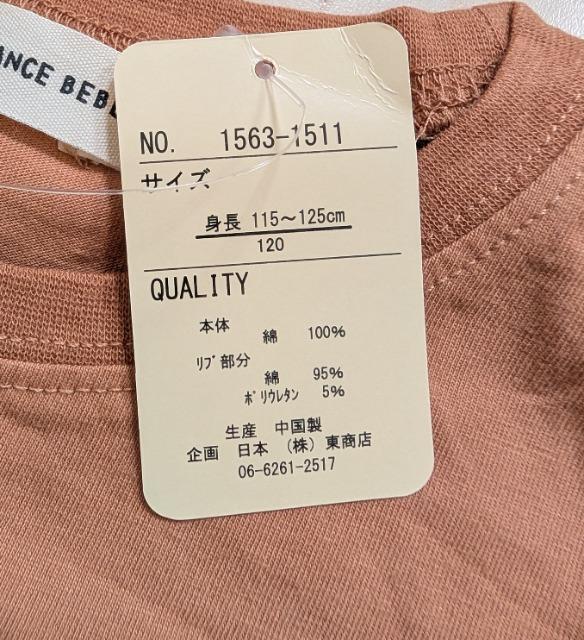 ANCE BEBE
NO. 1563-1511
サイズ
身長 115～125cm
120
QUALITY
本体
綿 100%
ﾘﾌﾞ部分
綿 95%
ﾎﾟﾘｳﾚﾀﾝ 5%
生産 中国製
企画 日本 (株)東商店
06-6261-2517